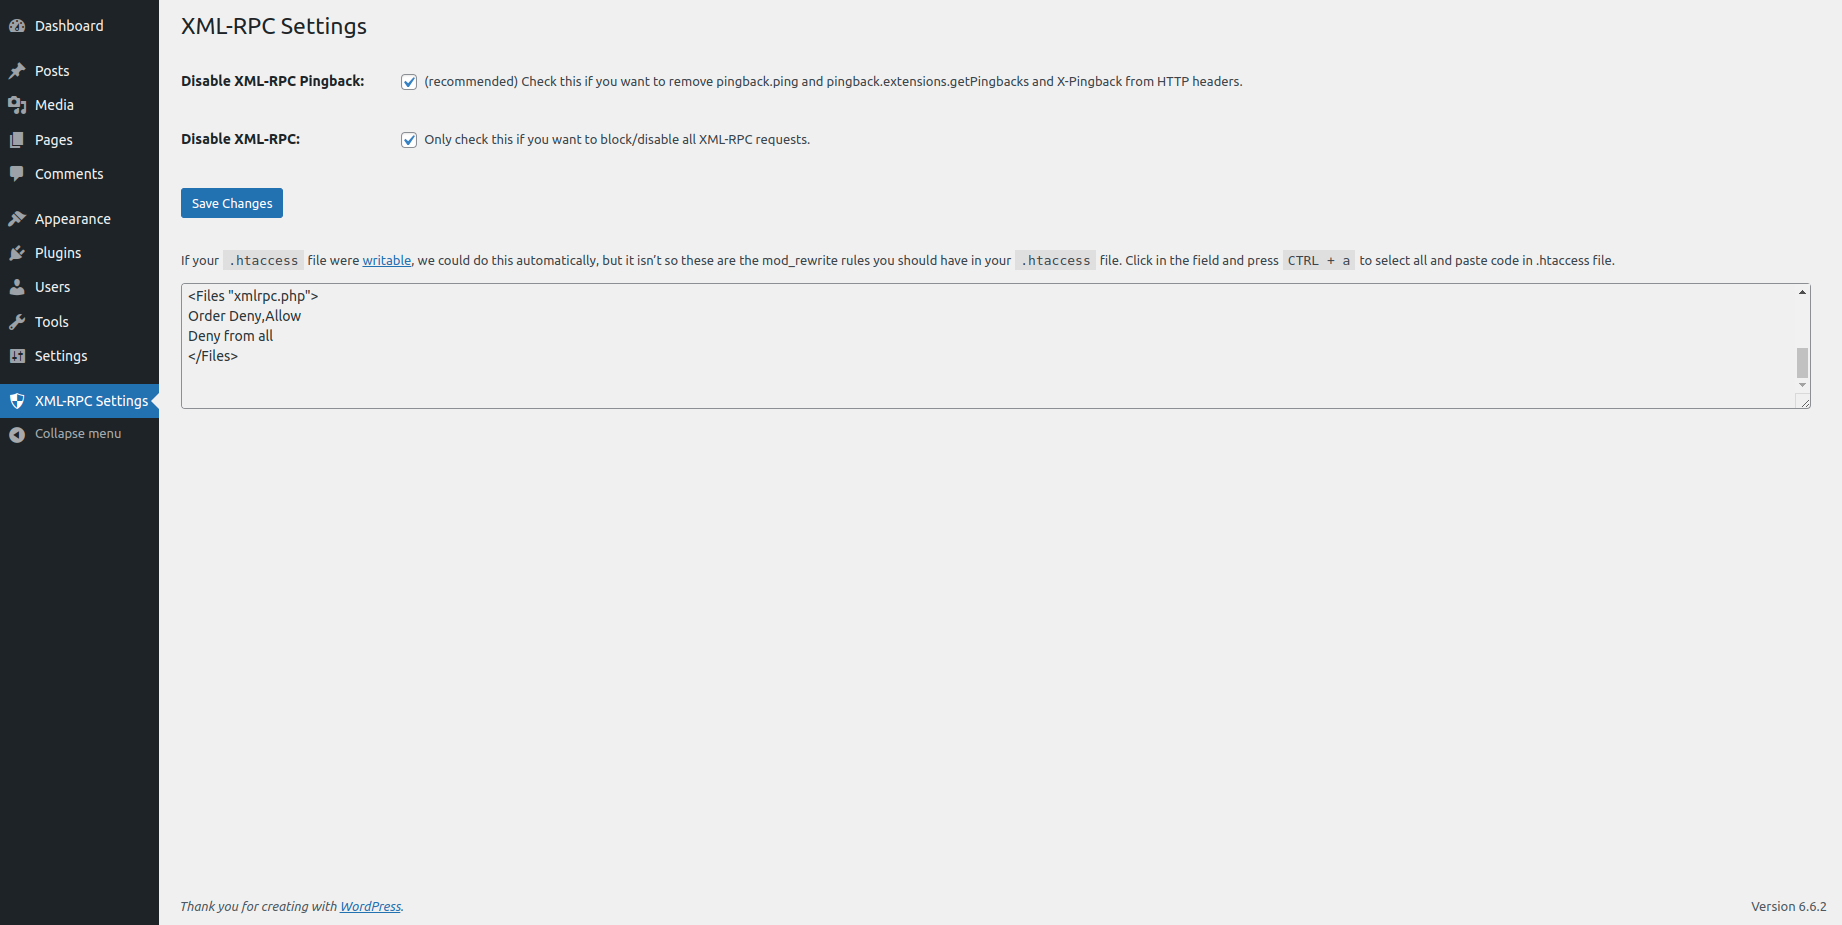 Dashboard
Posts
Media
Pages
Comments
Appearance
Plugins
Users
Tools
Settings
XML-RPC Settings
Collapse menu
XML-RPC Settings
Disable XML-RPC Pingback:
(recommended) Check this if you want to remove pingback.ping and pingback.extensions.getPingbacks and X-Pingback from HTTP headers.
Disable XML-RPC:
Only check this if you want to block/disable all XML-RPC requests.
Save Changes
If your .htaccess file were writable, we could do this automatically, but it isn’t so these are the mod_rewrite rules you should have in your .htaccess file. Click in the field and press CTRL + a to select all and paste code in .htaccess file.
<Files "xmlrpc.php">
Order Deny,Allow
Deny from all
</Files>
Thank you for creating with WordPress.
Version 6.6.2